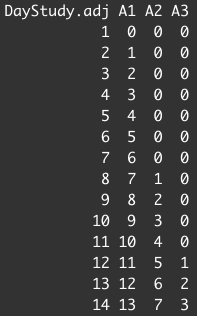 DayStudy.adj A1 A2 A3
1 0 0 0
2 1 0 0
3 2 0 0
4 3 0 0
5 4 0 0
6 5 0 0
7 6 0 0
8 7 1 0
9 8 2 0
10 9 3 0
11 10 4 0
12 11 5 1
13 12 6 2
14 13 7 3